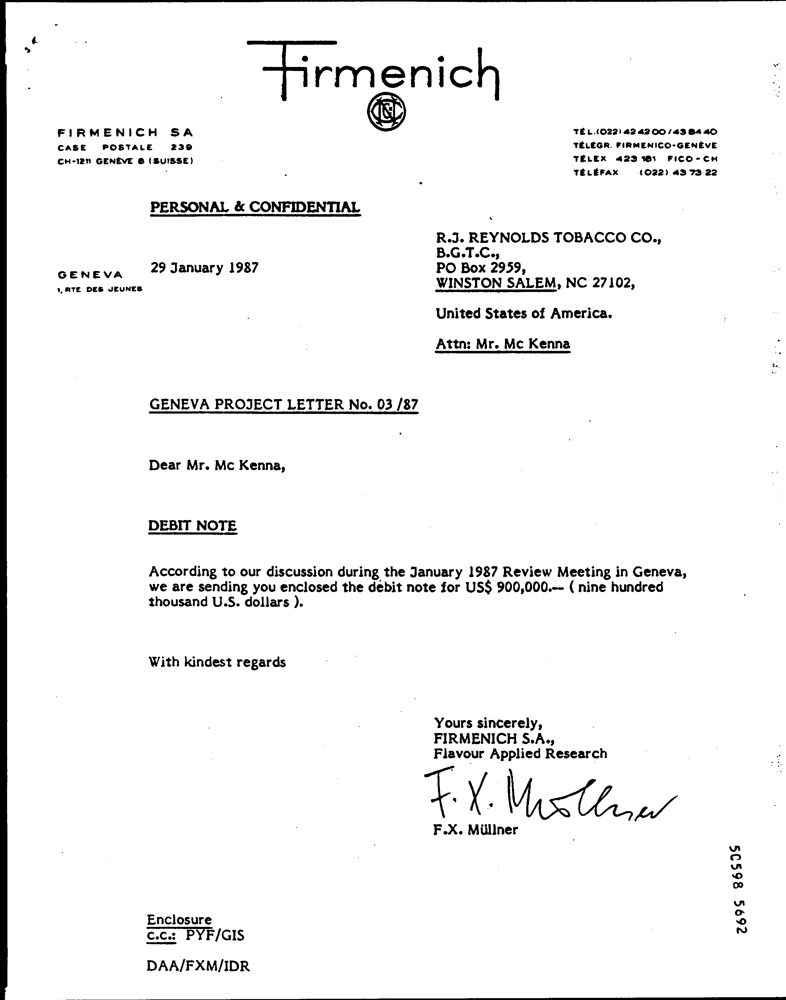 Firmenich
FIRMENICH SA
CASE POSTALE 239
CH-1211 GENÈVE 8 (SUISSE)
TÉL.(022) 42 42 00 / 43 84 40
TÉLÉGR. FIRMENICO-GENÈVE
TÉLEX 423 181 FICO-CH
TÉLÉFAX (022) 43 73 22
PERSONAL & CONFIDENTIAL
R.J. REYNOLDS TOBACCO CO.,
B.G.T.C.,
PO Box 2959,
WINSTON SALEM, NC 27102,
United States of America.
Attn: Mr. Mc Kenna
GENEVA
1, RTE DES JEUNES
29 January 1987
GENEVA PROJECT LETTER No. 03 /87
Dear Mr. Mc Kenna,
DEBIT NOTE
According to our discussion during the January 1987 Review Meeting in Geneva,
we are sending you enclosed the debit note for US$ 900,000.-- ( nine hundred
thousand U.S. dollars ).
With kindest regards
Yours sincerely,
FIRMENICH S.A.,
Flavour Applied Research
F.X. Müllner
F.X. Müllner
Enclosure
c.c.: PYF/GIS
DAA/FXM/IDR
50598 5692